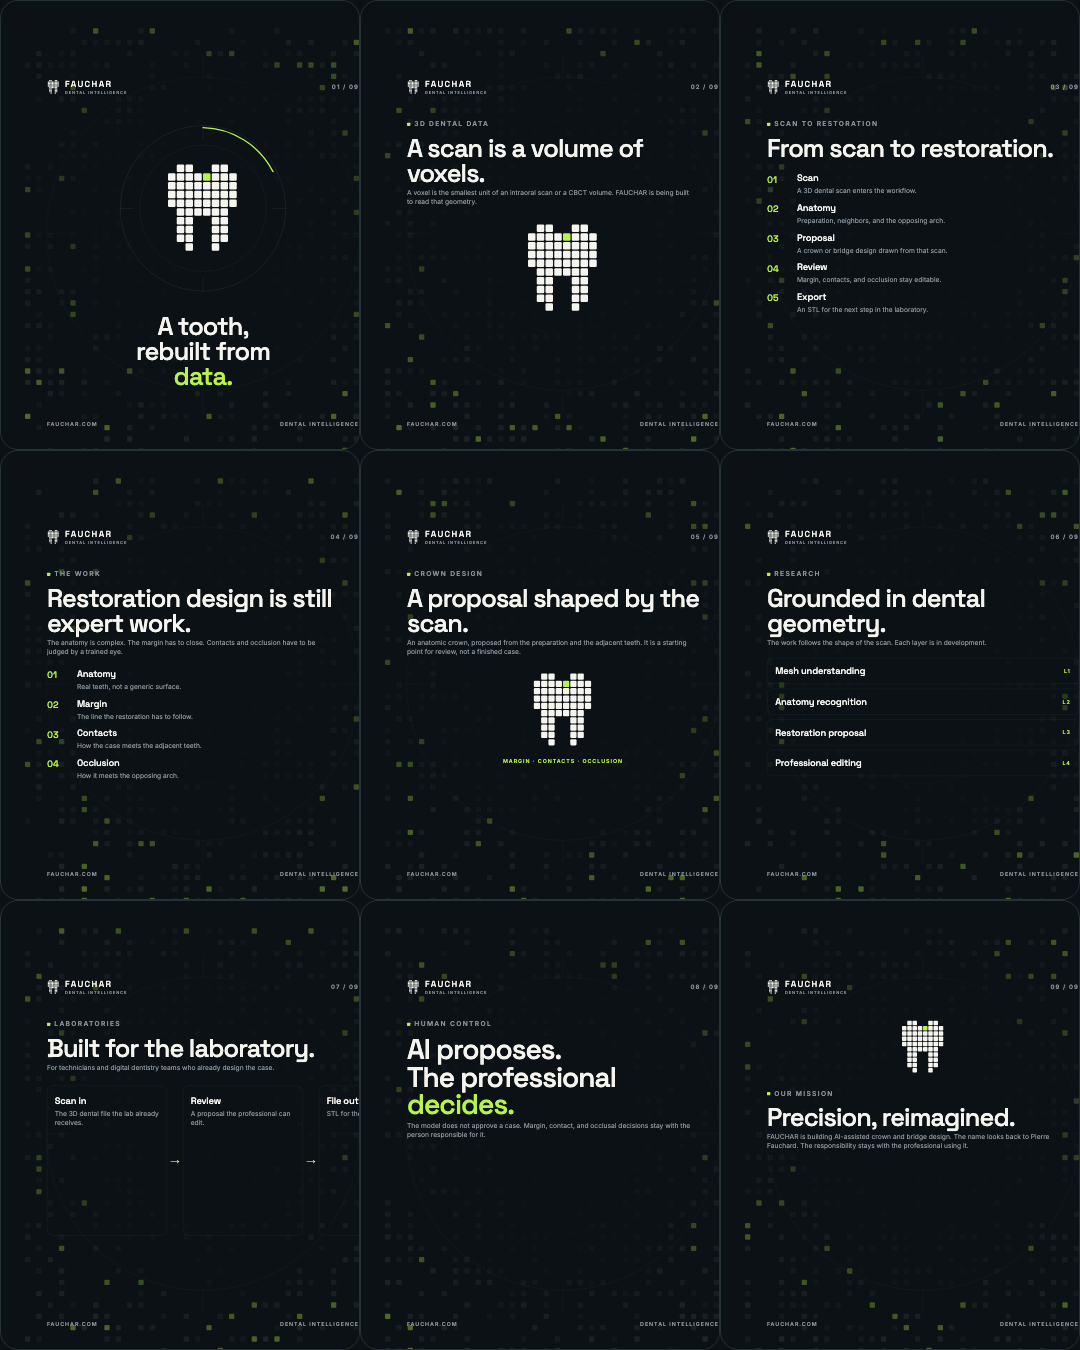 FAUCHAR
DENTAL INTELLIGENCE
01 / 09
A tooth,
rebuilt from
data.
FAUCHAR.COM
DENTAL INTELLIGENCE
FAUCHAR
DENTAL INTELLIGENCE
02 / 09
3D DENTAL DATA
A scan is a volume of
voxels.
A voxel is the smallest unit of an intraoral scan or a CBCT volume. FAUCHAR is being built
to read that geometry.
FAUCHAR.COM
DENTAL INTELLIGENCE
FAUCHAR
DENTAL INTELLIGENCE
03 / 09
SCAN TO RESTORATION
From scan to restoration.
01 Scan
A 3D dental scan enters the workflow.
02 Anatomy
Preparation, neighbors, and the opposing arch.
03 Proposal
A crown or bridge design drawn from that scan.
04 Review
Margin, contacts, and occlusion stay editable.
05 Export
An STL for the next step in the laboratory.
FAUCHAR.COM
DENTAL INTELLIGENCE
FAUCHAR
DENTAL INTELLIGENCE
04 / 09
THE WORK
Restoration design is still
expert work.
The anatomy is complex. The margin has to close. Contacts and occlusion have to be
judged by a trained eye.
01 Anatomy
Real teeth, not a generic surface.
02 Margin
The line the restoration has to follow.
03 Contacts
How the case meets the adjacent teeth.
04 Occlusion
How it meets the opposing arch.
FAUCHAR.COM
DENTAL INTELLIGENCE
FAUCHAR
DENTAL INTELLIGENCE
05 / 09
CROWN DESIGN
A proposal shaped by the
scan.
An anatomic crown, proposed from the preparation and the adjacent teeth. It is a starting
point for review, not a finished case.
MARGIN · CONTACTS · OCCLUSION
FAUCHAR.COM
DENTAL INTELLIGENCE
FAUCHAR
DENTAL INTELLIGENCE
06 / 09
RESEARCH
Grounded in dental
geometry.
The work follows the shape of the scan. Each layer is in development.
Mesh understanding L1
Anatomy recognition L2
Restoration proposal L3
Professional editing L4
FAUCHAR.COM
DENTAL INTELLIGENCE
FAUCHAR
DENTAL INTELLIGENCE
07 / 09
LABORATORIES
Built for the laboratory.
For technicians and digital dentistry teams who already design the case.
Scan in
The 3D dental file the lab already
receives.
→
Review
A proposal the professional can
edit.
→
File out
STL for the
FAUCHAR.COM
DENTAL INTELLIGENCE
FAUCHAR
DENTAL INTELLIGENCE
08 / 09
HUMAN CONTROL
AI proposes.
The professional
decides.
The model does not approve a case. Margin, contact, and occlusal decisions stay with the
person responsible for it.
FAUCHAR.COM
DENTAL INTELLIGENCE
FAUCHAR
DENTAL INTELLIGENCE
09 / 09
OUR MISSION
Precision, reimagined.
FAUCHAR is building AI-assisted crown and bridge design. The name looks back to Pierre
Fauchard. The responsibility stays with the professional using it.
FAUCHAR.COM
DENTAL INTELLIGENCE